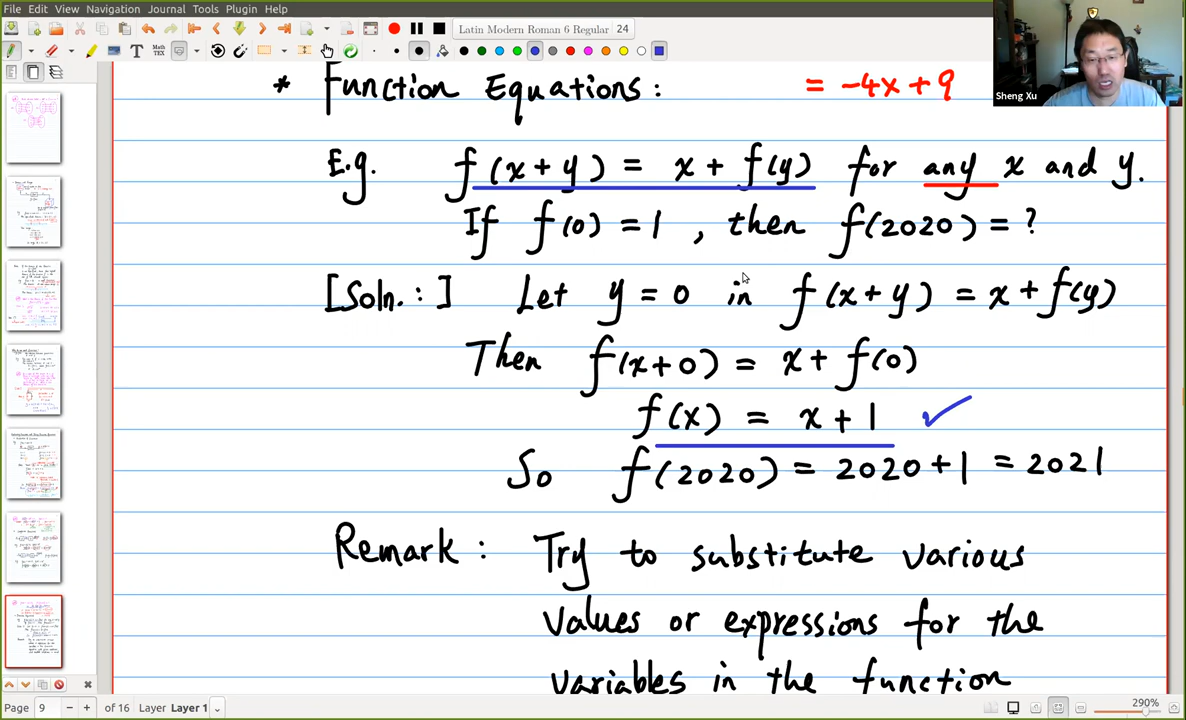 File Edit View Navigation Journal Tools Plugin Help
Latin Modern Roman 6 Regular 24
T MATH TEX
* Function Equations: = -4x+9
Sheng Xu
E.g. f(x+y) = x + f(y) for any x and y.
If f(0) = 1, then f(2020) = ?
[Soln.:] Let y = 0 in f(x+y) = x + f(y)
Then f(x+0) = x + f(0)
f(x) = x + 1 ✓
So f(2020) = 2020+1 = 2021
Remark: Try to substitute various
values or expressions for the
variables in the function
Page 9 of 16 Layer Layer 1 290%